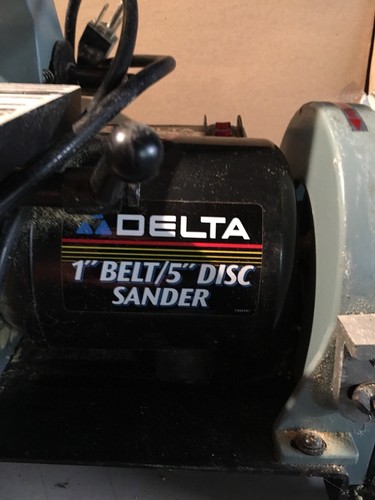 DELTA
1" BELT/5" DISC
SANDER